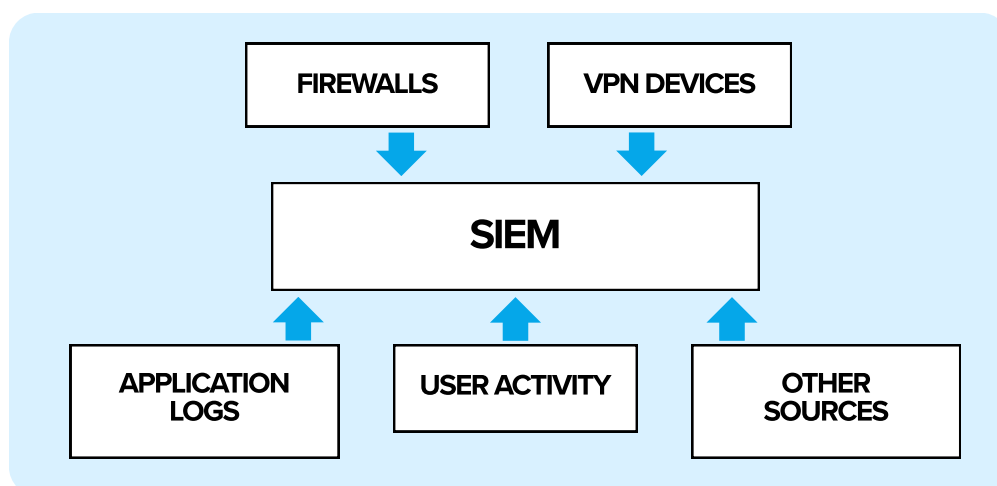 FIREWALLS
VPN DEVICES
SIEM
APPLICATION
LOGS
USER ACTIVITY
OTHER
SOURCES